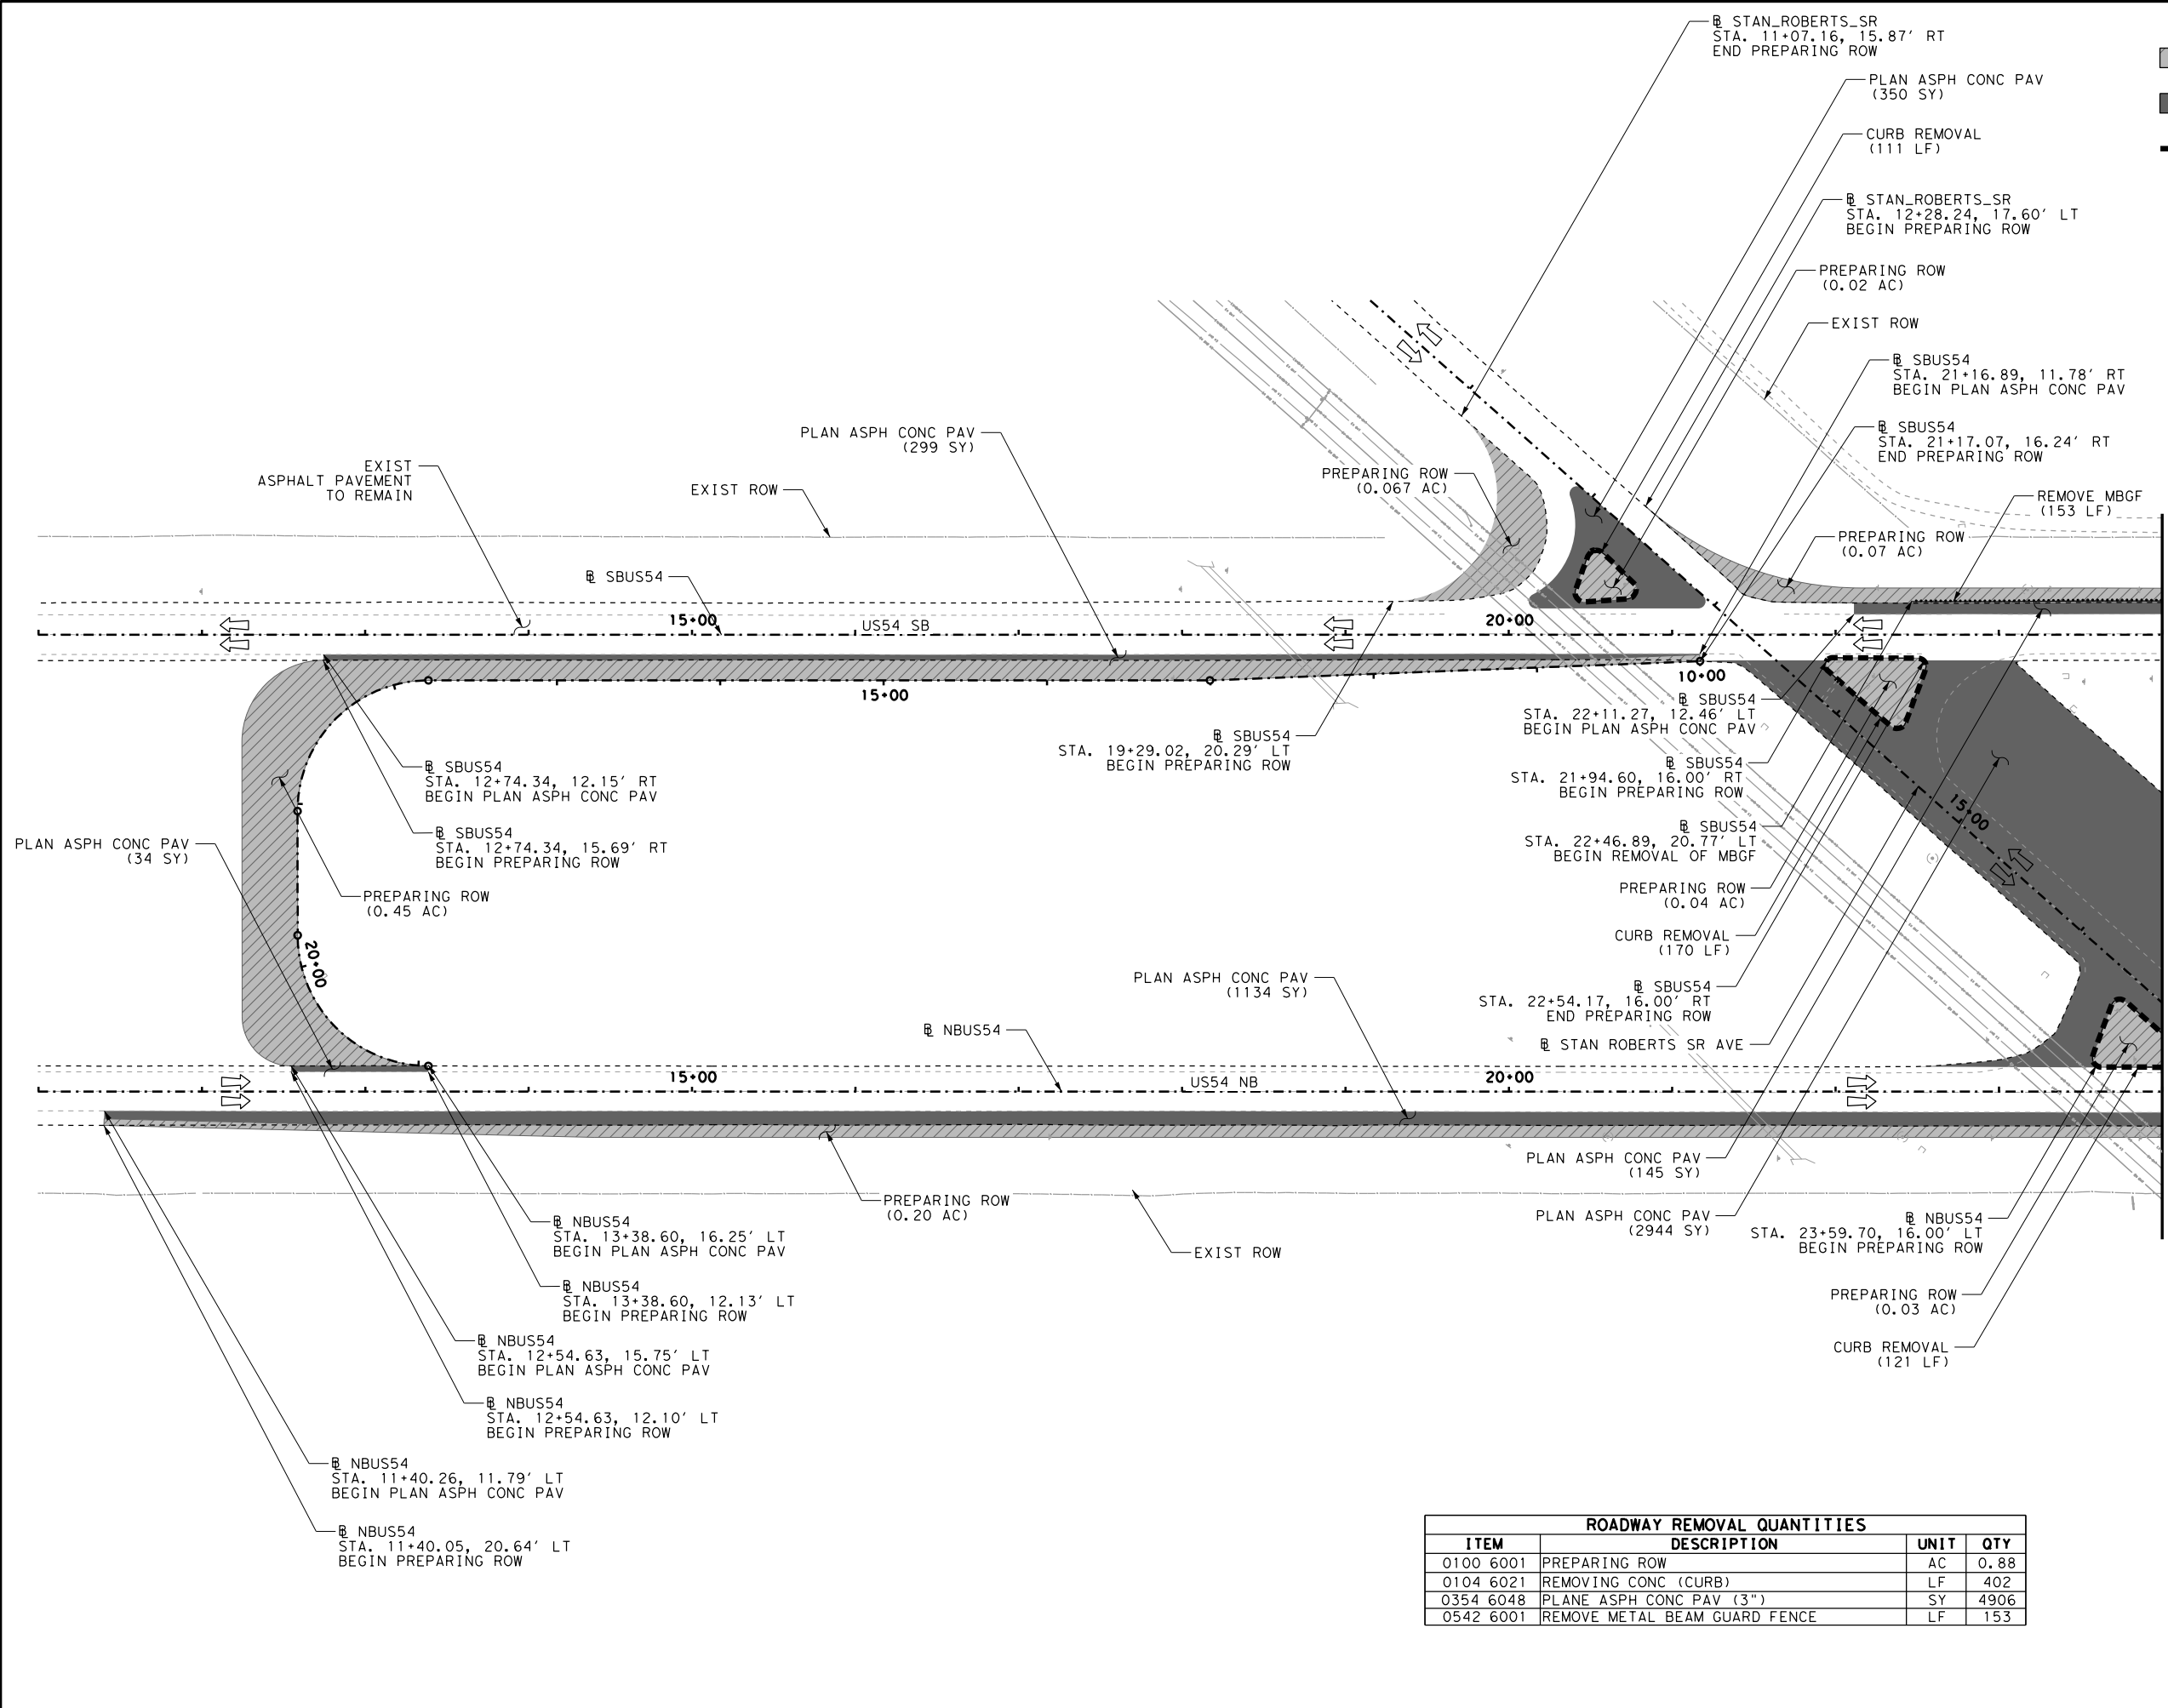 ℄ STAN_ROBERTS_SR
STA. 11+07.16, 15.87' RT
END PREPARING ROW
PLAN ASPH CONC PAV
(350 SY)
CURB REMOVAL
(111 LF)
℄ STAN_ROBERTS_SR
STA. 12+28.24, 17.60' LT
BEGIN PREPARING ROW
PREPARING ROW
(0.02 AC)
EXIST ROW
℄ SBUS54
STA. 21+16.89, 11.78' RT
BEGIN PLAN ASPH CONC PAV
℄ SBUS54
STA. 21+17.07, 16.24' RT
END PREPARING ROW
REMOVE MBGF
(153 LF)
PREPARING ROW
(0.07 AC)
PLAN ASPH CONC PAV
(299 SY)
EXIST
ASPHALT PAVEMENT
TO REMAIN
EXIST ROW
PREPARING ROW
(0.067 AC)
℄ SBUS54
15+00
US54 SB
20+00
15+00
10+00
℄ SBUS54
STA. 12+74.34, 12.15' RT
BEGIN PLAN ASPH CONC PAV
℄ SBUS54
STA. 12+74.34, 15.69' RT
BEGIN PREPARING ROW
PLAN ASPH CONC PAV
(34 SY)
PREPARING ROW
(0.45 AC)
20+00
℄ SBUS54
STA. 19+29.02, 20.29' LT
BEGIN PREPARING ROW
℄ SBUS54
STA. 22+11.27, 12.46' LT
BEGIN PLAN ASPH CONC PAV
℄ SBUS54
STA. 21+94.60, 16.00' RT
BEGIN PREPARING ROW
℄ SBUS54
STA. 22+46.89, 20.77' LT
BEGIN REMOVAL OF MBGF
15+00
PREPARING ROW
(0.04 AC)
CURB REMOVAL
(170 LF)
℄ SBUS54
STA. 22+54.17, 16.00' RT
END PREPARING ROW
℄ STAN ROBERTS SR AVE
PLAN ASPH CONC PAV
(1134 SY)
℄ NBUS54
15+00
US54 NB
20+00
PLAN ASPH CONC PAV
(145 SY)
PLAN ASPH CONC PAV
(2944 SY)
PREPARING ROW
(0.20 AC)
EXIST ROW
℄ NBUS54
STA. 23+59.70, 16.00' LT
BEGIN PREPARING ROW
PREPARING ROW
(0.03 AC)
CURB REMOVAL
(121 LF)
℄ NBUS54
STA. 13+38.60, 16.25' LT
BEGIN PLAN ASPH CONC PAV
℄ NBUS54
STA. 13+38.60, 12.13' LT
BEGIN PREPARING ROW
℄ NBUS54
STA. 12+54.63, 15.75' LT
BEGIN PLAN ASPH CONC PAV
℄ NBUS54
STA. 12+54.63, 12.10' LT
BEGIN PREPARING ROW
℄ NBUS54
STA. 11+40.26, 11.79' LT
BEGIN PLAN ASPH CONC PAV
℄ NBUS54
STA. 11+40.05, 20.64' LT
BEGIN PREPARING ROW
ROADWAY REMOVAL QUANTITIES
ITEM DESCRIPTION UNIT QTY
0100 6001 PREPARING ROW AC 0.88
0104 6021 REMOVING CONC (CURB) LF 402
0354 6048 PLANE ASPH CONC PAV (3") SY 4906
0542 6001 REMOVE METAL BEAM GUARD FENCE LF 153